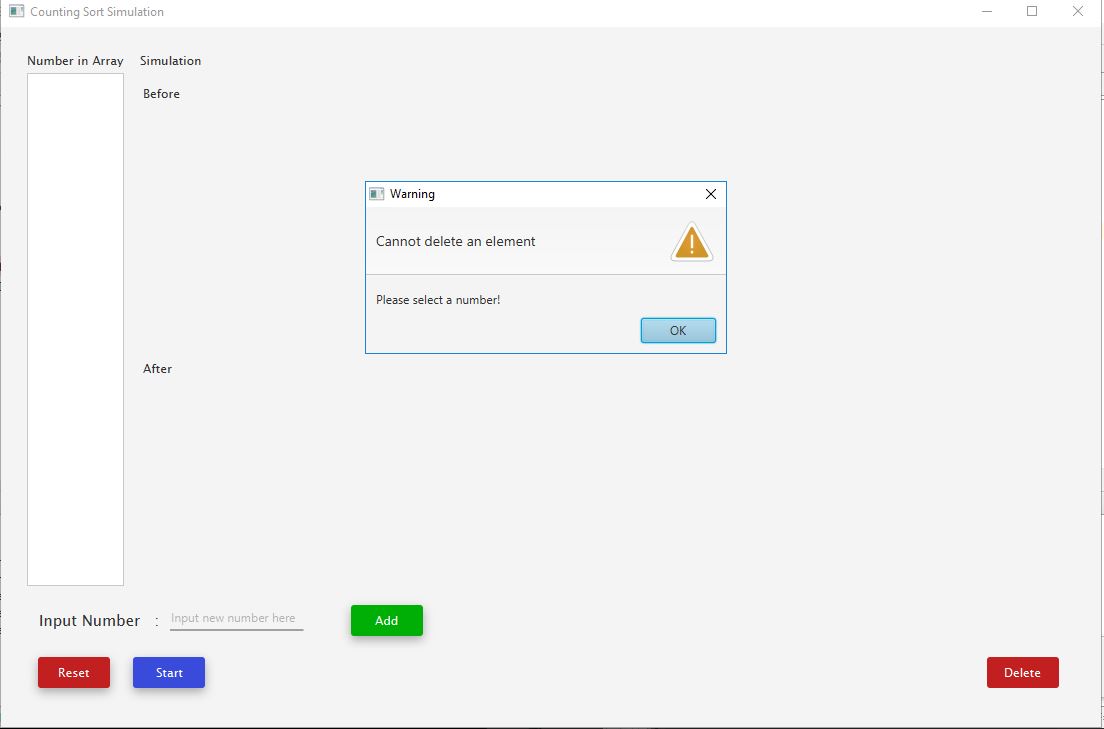 Counting Sort Simulation
Number in Array
Simulation
Before
Warning
Cannot delete an element
Please select a number!
OK
After
Input Number :
Input new number here
Add
Reset
Start
Delete